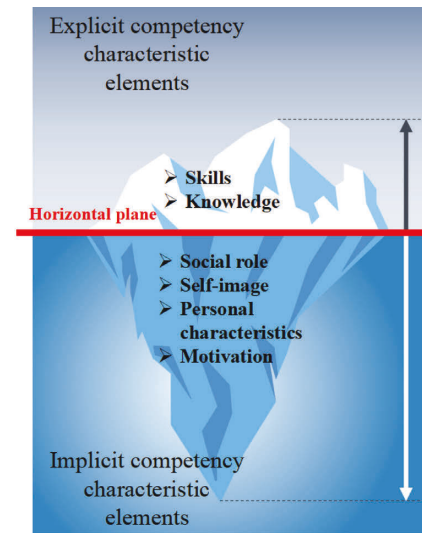 Explicit competency
characteristic
elements
➢ Skills
➢ Knowledge
Horizontal plane
➢ Social role
➢ Self-image
➢ Personal
characteristics
➢ Motivation
Implicit competency
characteristic
elements